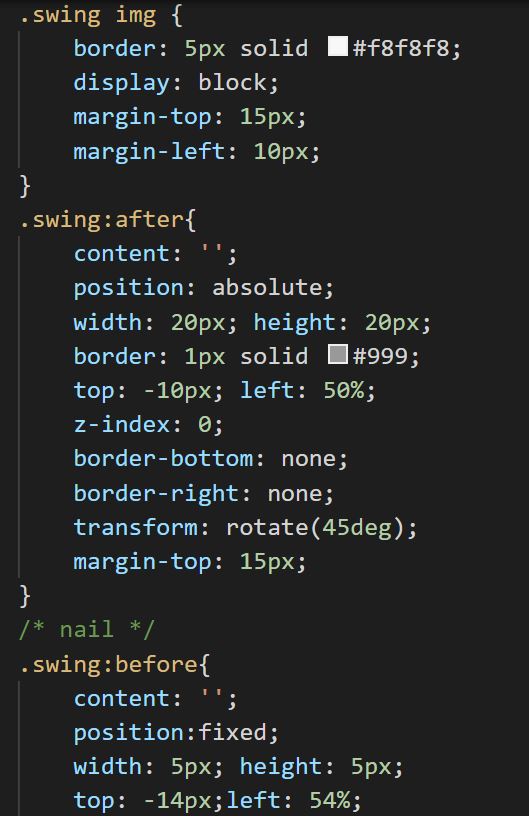 .swing img {
    border: 5px solid #f8f8f8;
    display: block;
    margin-top: 15px;
    margin-left: 10px;
}
.swing:after{
    content: '';
    position: absolute;
    width: 20px; height: 20px;
    border: 1px solid #999;
    top: -10px; left: 50%;
    z-index: 0;
    border-bottom: none;
    border-right: none;
    transform: rotate(45deg);
    margin-top: 15px;
}
/* nail */
.swing:before{
    content: '';
    position:fixed;
    width: 5px; height: 5px;
    top: -14px;left: 54%;